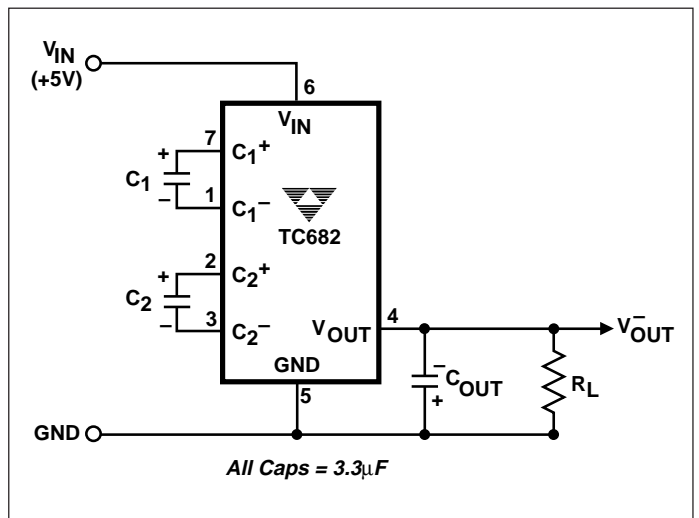 VIN
(+5V)
6
VIN
7
C1+
+
C1
–
1
C1–
TC682
2
C2+
+
C2
–
3
C2–
VOUT
4
V–OUT
GND
5
–
COUT
+
RL
GND
All Caps = 3.3µF